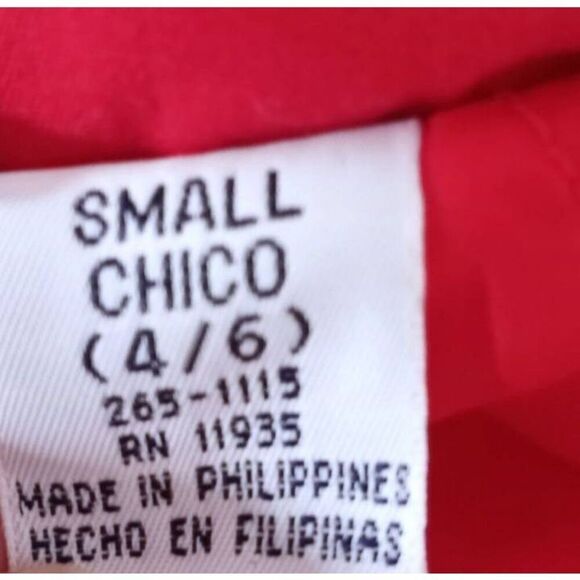 SMALL
CHICO
(4/6)
265-1115
RN 11935
MADE IN PHILIPPINES
HECHO EN FILIPINAS